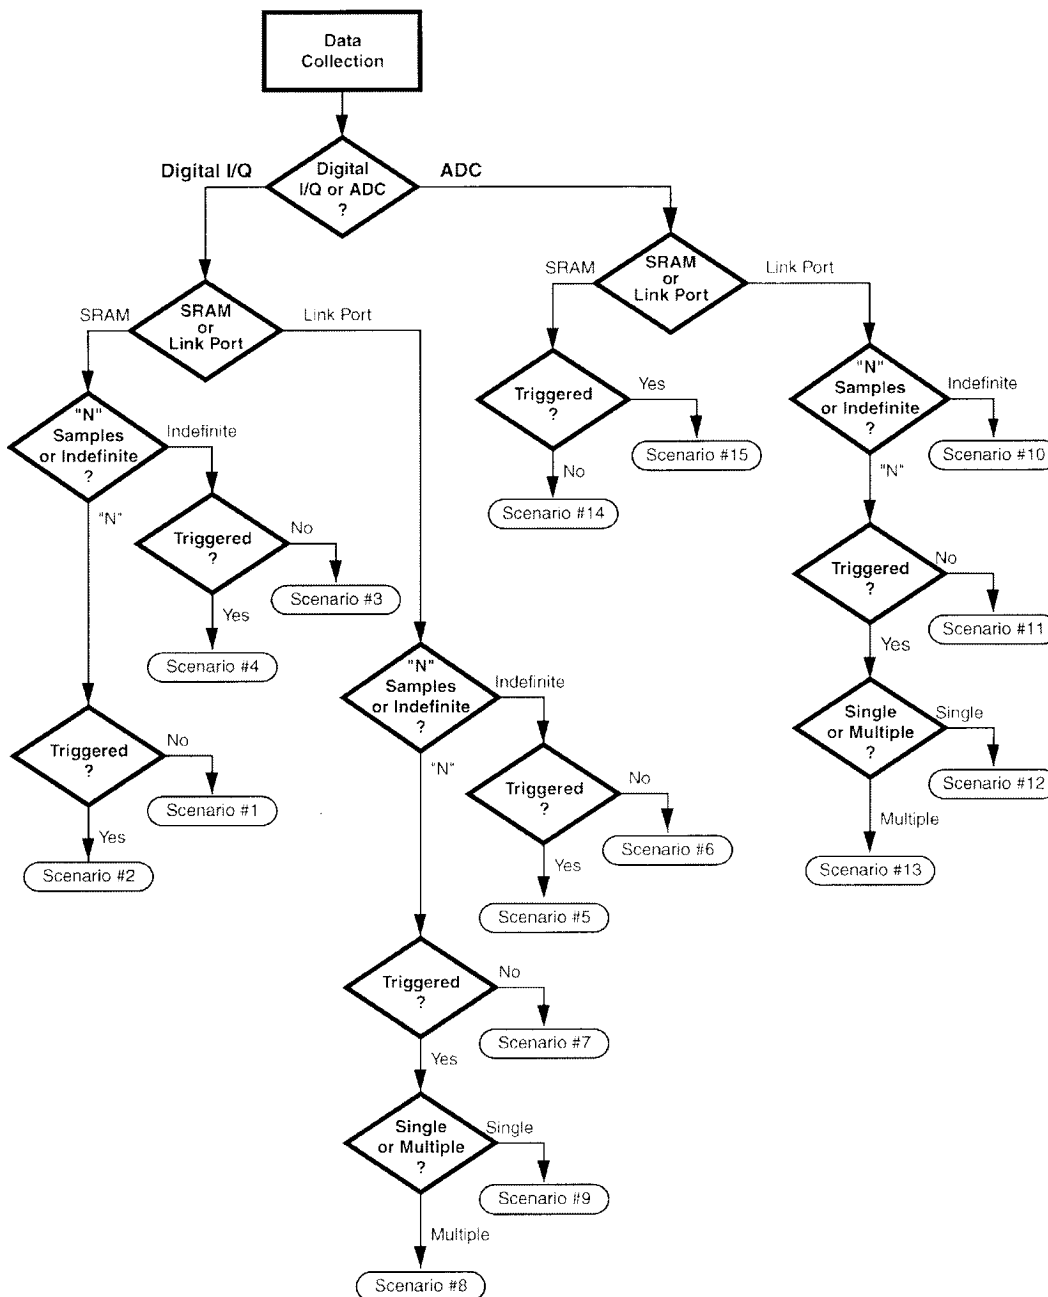 Data
Collection
Digital I/Q
Digital
I/Q or ADC
?
ADC
SRAM
SRAM
or
Link Port
Link Port
SRAM
SRAM
or
Link Port
Link Port
"N"
Samples
or Indefinite
?
Indefinite
Triggered
?
Yes
Scenario #15
No
Scenario #14
Scenario #10
"N"
"N"
Samples
or Indefinite
?
Indefinite
"N"
Triggered
?
No
Scenario #3
Yes
Scenario #4
Triggered
?
No
Scenario #11
Yes
Single
or Multiple
?
Single
Scenario #12
Multiple
Scenario #13
Triggered
?
No
Scenario #1
Yes
Scenario #2
"N"
Samples
or Indefinite
?
Indefinite
"N"
Triggered
?
No
Scenario #6
Yes
Scenario #5
Triggered
?
No
Scenario #7
Yes
Single
or Multiple
?
Single
Scenario #9
Multiple
Scenario #8